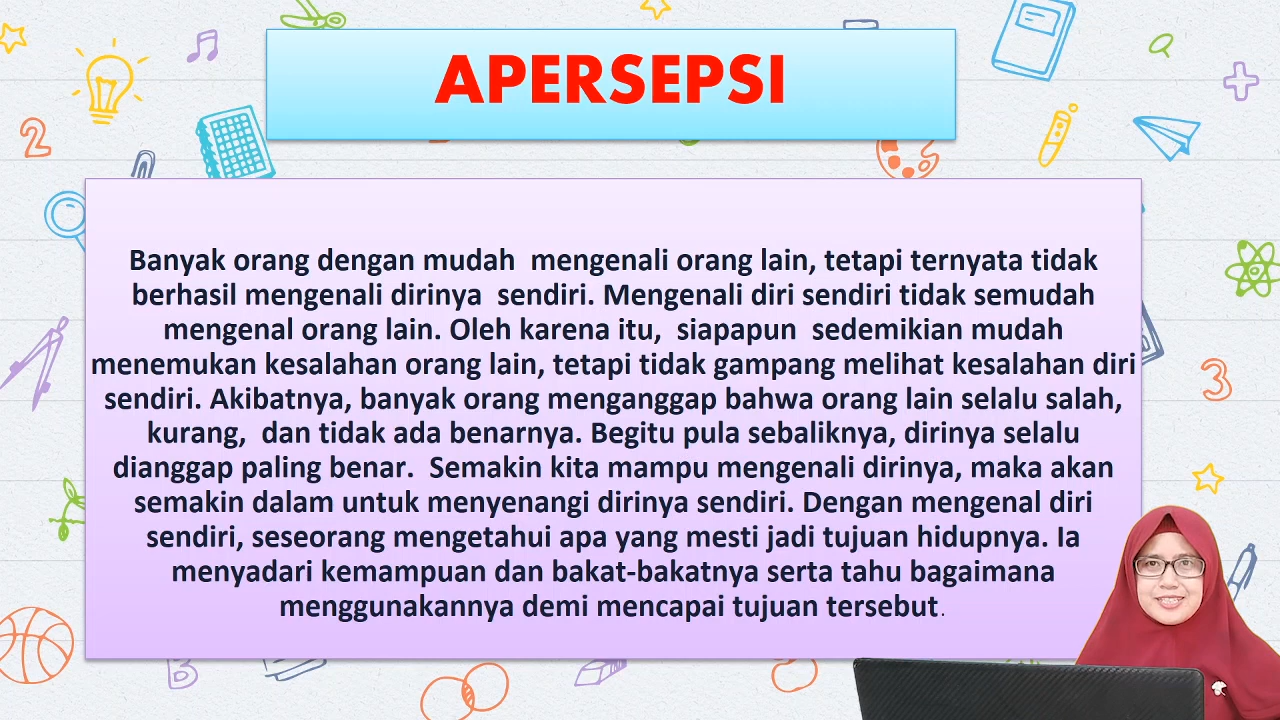 APERSEPSI
Banyak orang dengan mudah  mengenali orang lain, tetapi ternyata tidak
berhasil mengenali dirinya  sendiri. Mengenali diri sendiri tidak semudah
mengenal orang lain. Oleh karena itu,  siapapun  sedemikian mudah
menemukan kesalahan orang lain, tetapi tidak gampang melihat kesalahan diri
sendiri. Akibatnya, banyak orang menganggap bahwa orang lain selalu salah,
kurang,  dan tidak ada benarnya. Begitu pula sebaliknya, dirinya selalu
dianggap paling benar.  Semakin kita mampu mengenali dirinya, maka akan
semakin dalam untuk menyenangi dirinya sendiri. Dengan mengenal diri
sendiri, seseorang mengetahui apa yang mesti jadi tujuan hidupnya. Ia
menyadari kemampuan dan bakat-bakatnya serta tahu bagaimana
menggunakannya demi mencapai tujuan tersebut.
2
3
B